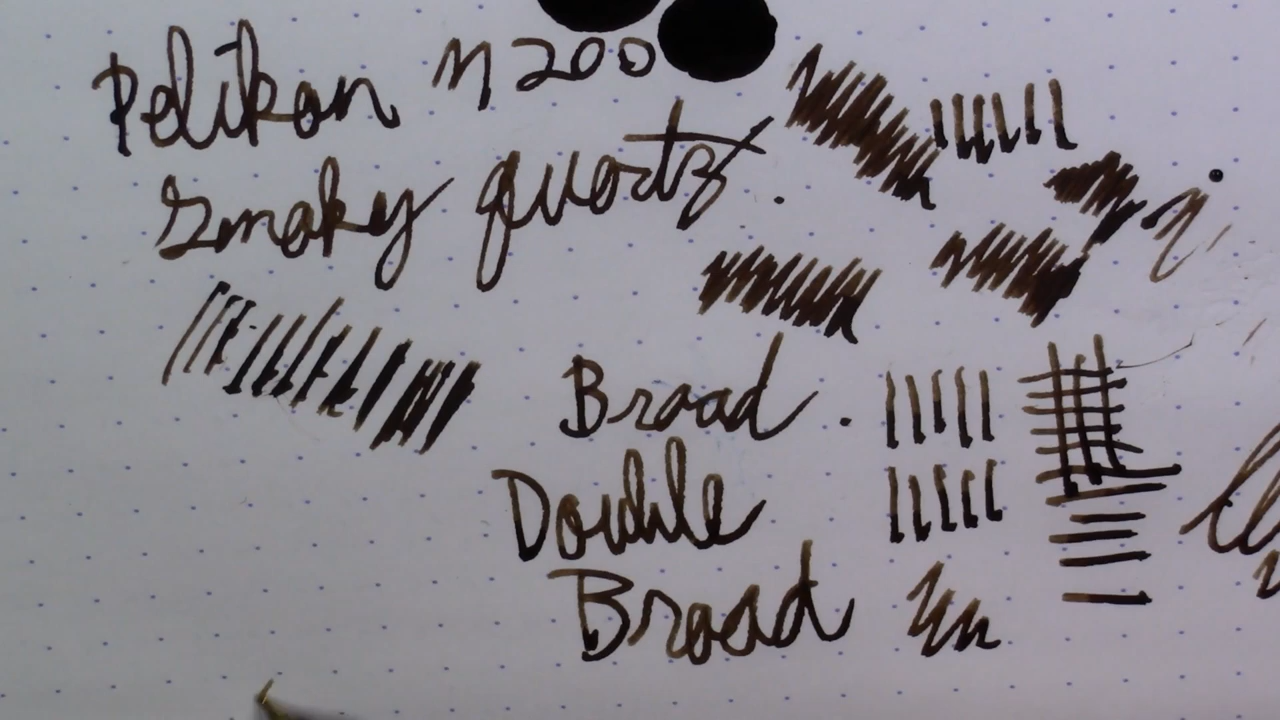 Pelikan M200
Smoky quartz.
Broad.
Double
Broad